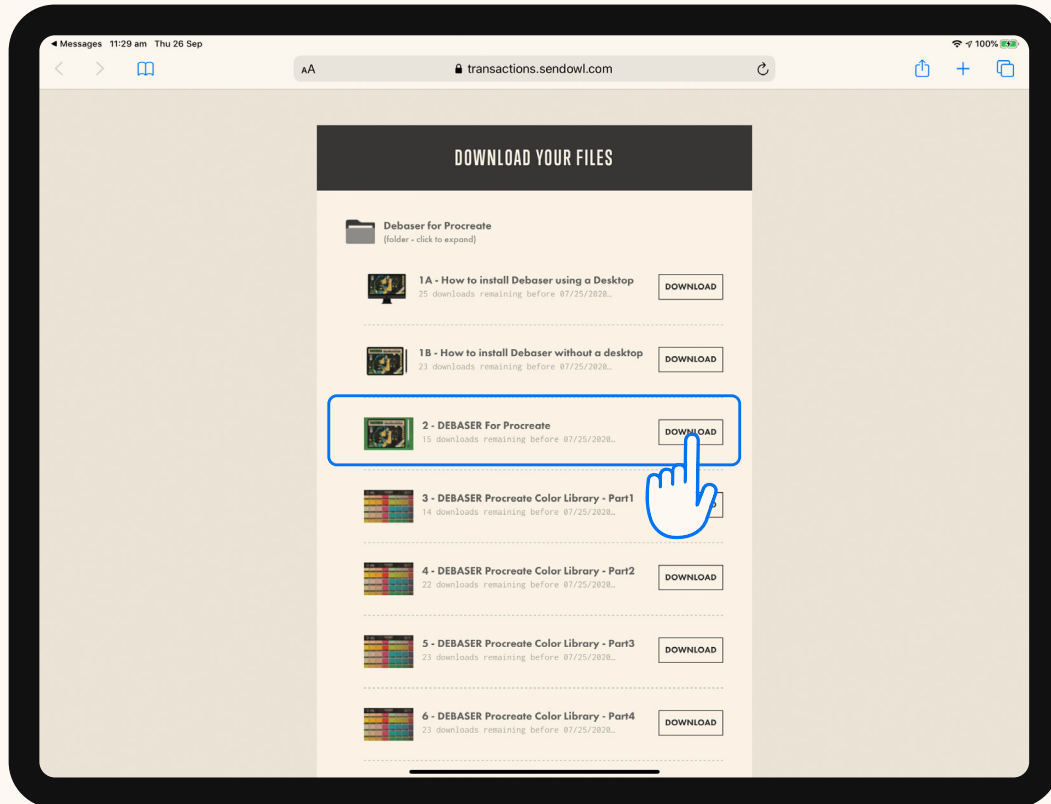 Messages 11:29 am Thu 26 Sep
100%
AA
transactions.sendowl.com
DOWNLOAD YOUR FILES
Debaser for Procreate
(folder - click to expand)
1A - How to install Debaser using a Desktop
25 downloads remaining before 07/25/2020…
DOWNLOAD
1B - How to install Debaser without a desktop
23 downloads remaining before 07/25/2020…
DOWNLOAD
2 - DEBASER For Procreate
15 downloads remaining before 07/25/2020…
DOWNLOAD
3 - DEBASER Procreate Color Library - Part1
14 downloads remaining before 07/25/2020…
4 - DEBASER Procreate Color Library - Part2
22 downloads remaining before 07/25/2020…
DOWNLOAD
5 - DEBASER Procreate Color Library - Part3
23 downloads remaining before 07/25/2020…
DOWNLOAD
6 - DEBASER Procreate Color Library - Part4
23 downloads remaining before 07/25/2020…
DOWNLOAD